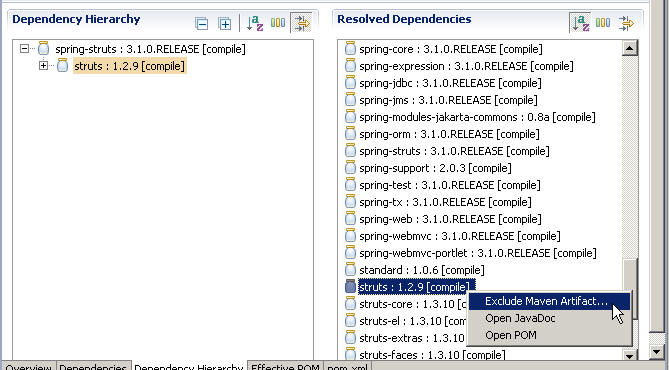 Dependency Hierarchy
spring-struts : 3.1.0.RELEASE [compile]
struts : 1.2.9 [compile]
Resolved Dependencies
spring-core : 3.1.0.RELEASE [compile]
spring-expression : 3.1.0.RELEASE [compile]
spring-jdbc : 3.1.0.RELEASE [compile]
spring-jms : 3.1.0.RELEASE [compile]
spring-modules-jakarta-commons : 0.8a [compile]
spring-orm : 3.1.0.RELEASE [compile]
spring-struts : 3.1.0.RELEASE [compile]
spring-support : 2.0.3 [compile]
spring-test : 3.1.0.RELEASE [compile]
spring-tx : 3.1.0.RELEASE [compile]
spring-web : 3.1.0.RELEASE [compile]
spring-webmvc : 3.1.0.RELEASE [compile]
spring-webmvc-portlet : 3.1.0.RELEASE [compile]
standard : 1.0.6 [compile]
struts : 1.2.9 [compile]
struts-core : 1.3.10 [c
struts-el : 1.3.10 [com
struts-extras : 1.3.10 [
struts-faces : 1.3.10 [compile]
Exclude Maven Artifact...
Open JavaDoc
Open POM
Overview Dependencies Dependency Hierarchy Effective POM pom.xml